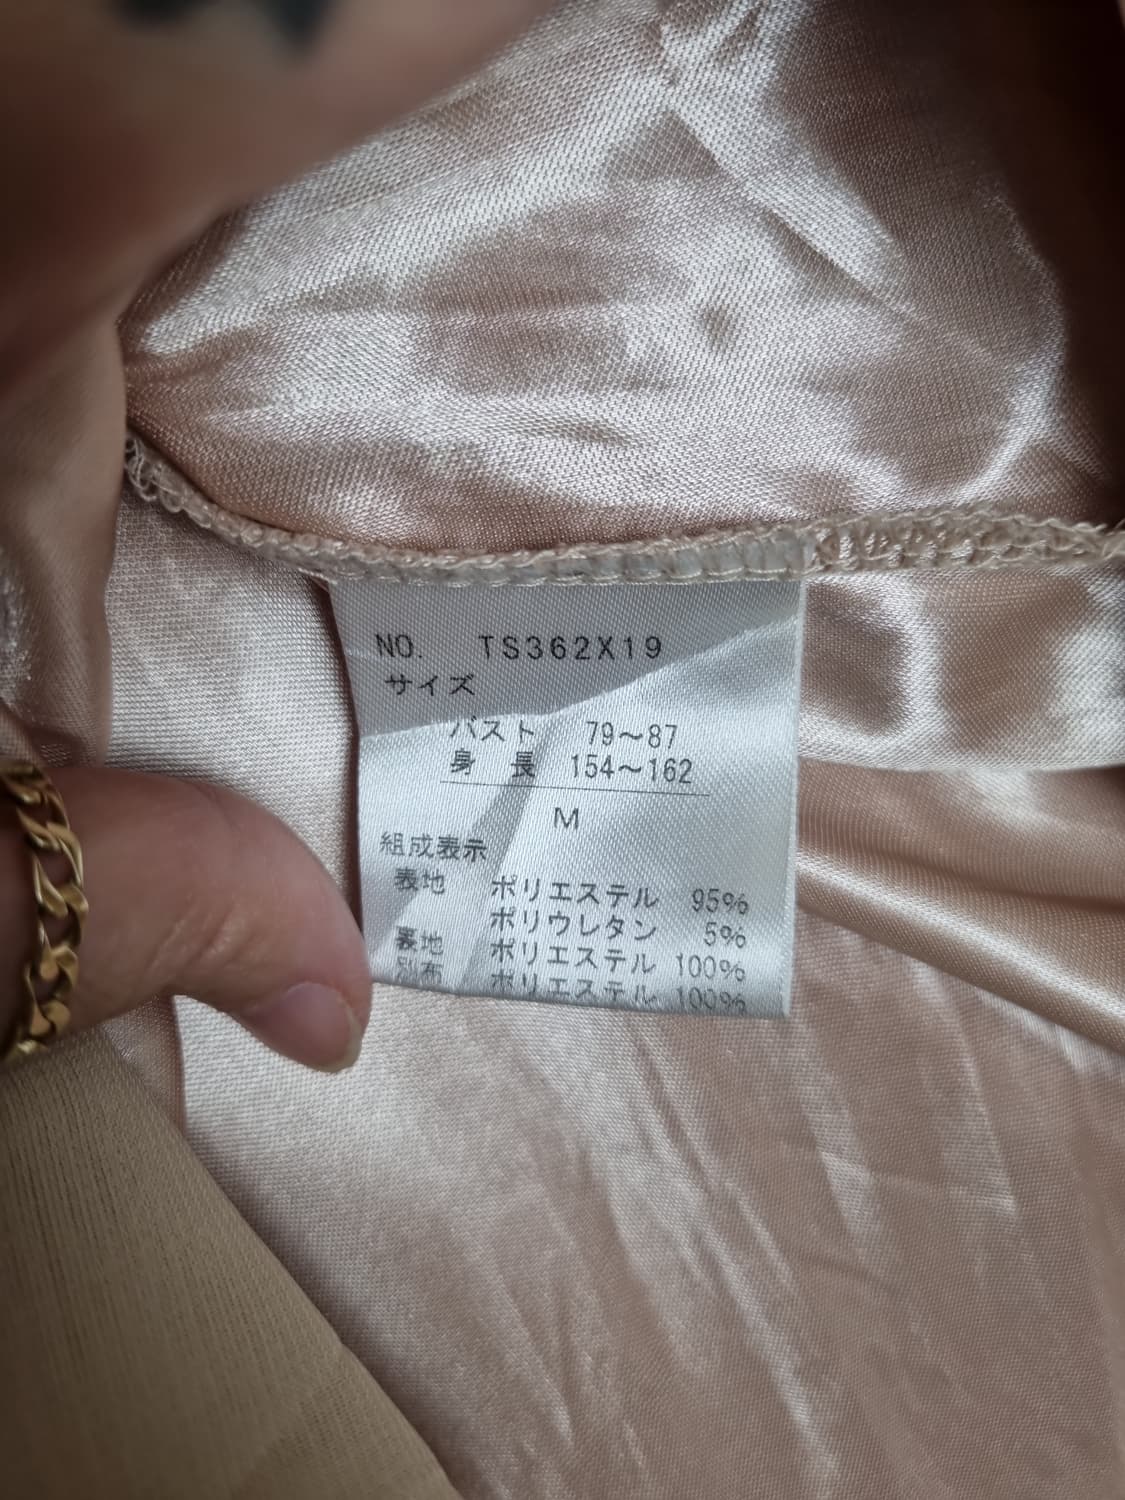 NO. TS362X19
サイズ
バスト 79～87
身長 154～162
M
組成表示
表地 ポリエステル 95%
ポリウレタン 5%
裏地 ポリエステル 100%
別布 ポリエステル 100%